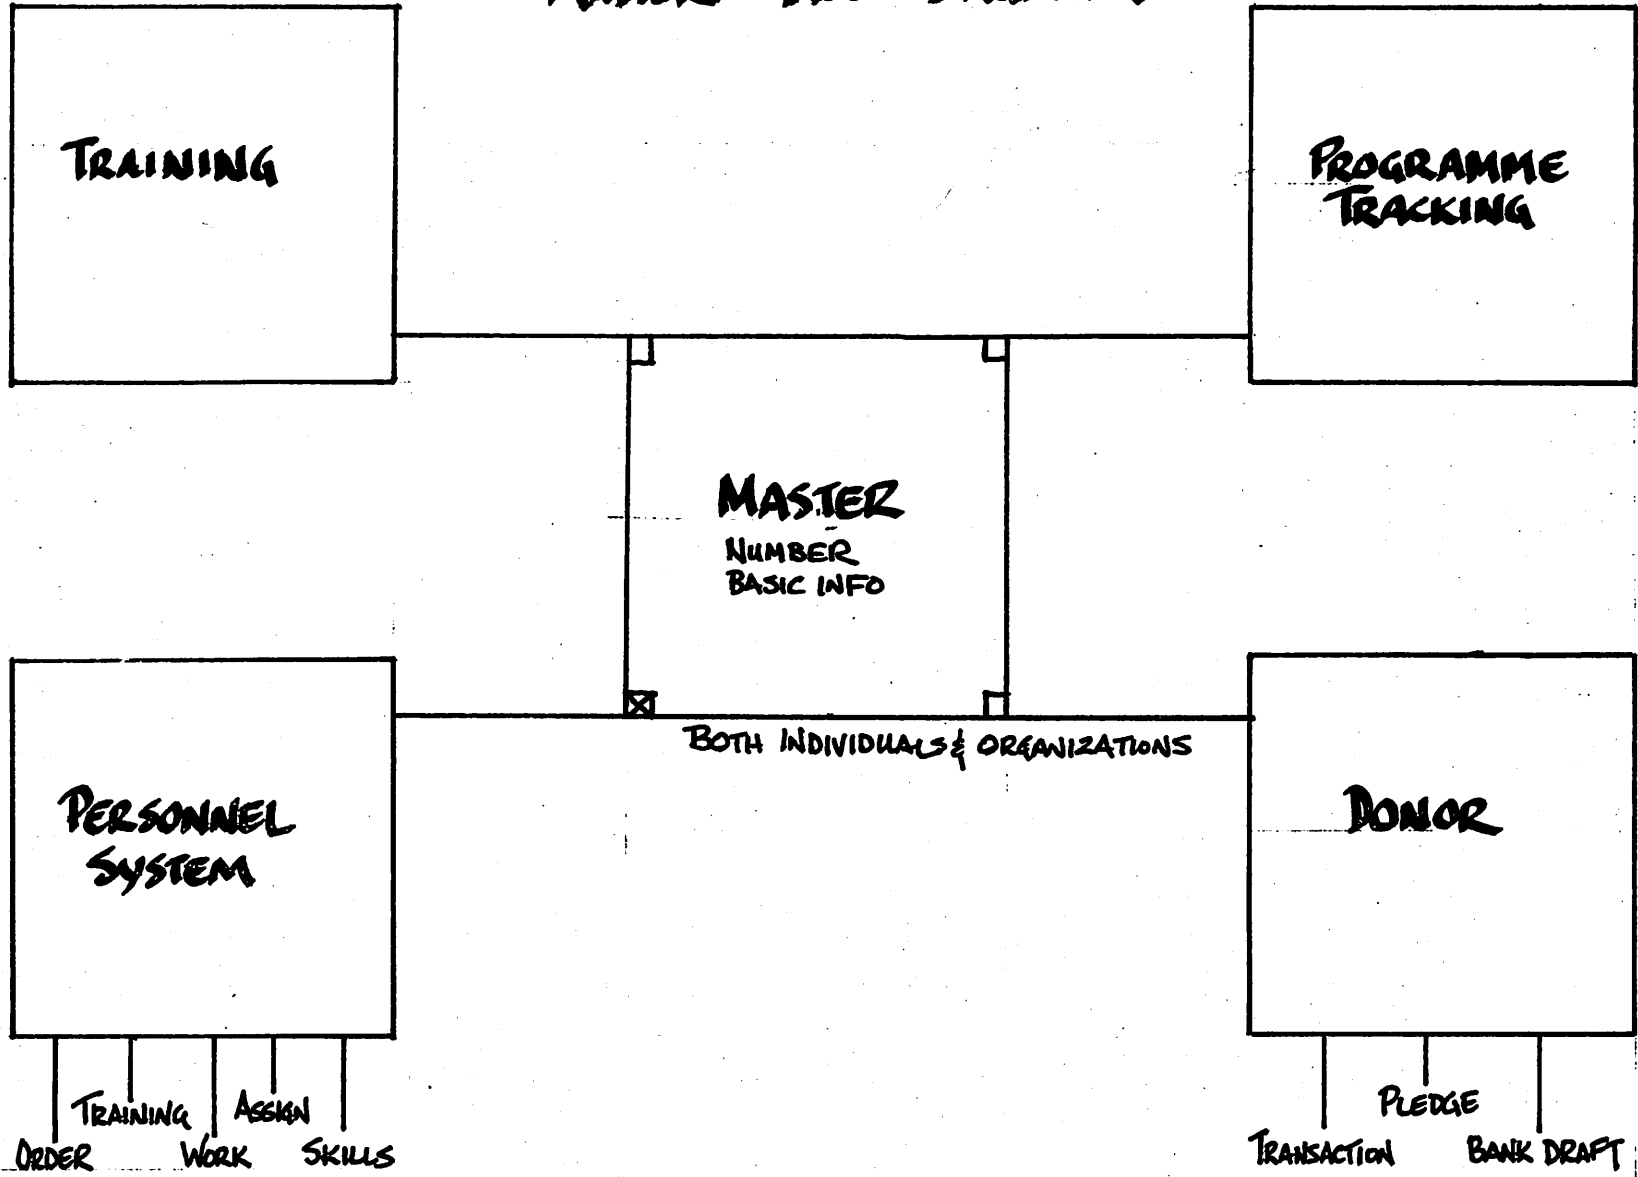 TRAINING
PROGRAMME
TRACKING
MASTER
NUMBER
BASIC INFO
BOTH INDIVIDUALS & ORGANIZATIONS
PERSONNEL
SYSTEM
DONOR
TRAINING
ASSIGN
ORDER
WORK
SKILLS
PLEDGE
TRANSACTION
BANK DRAFT